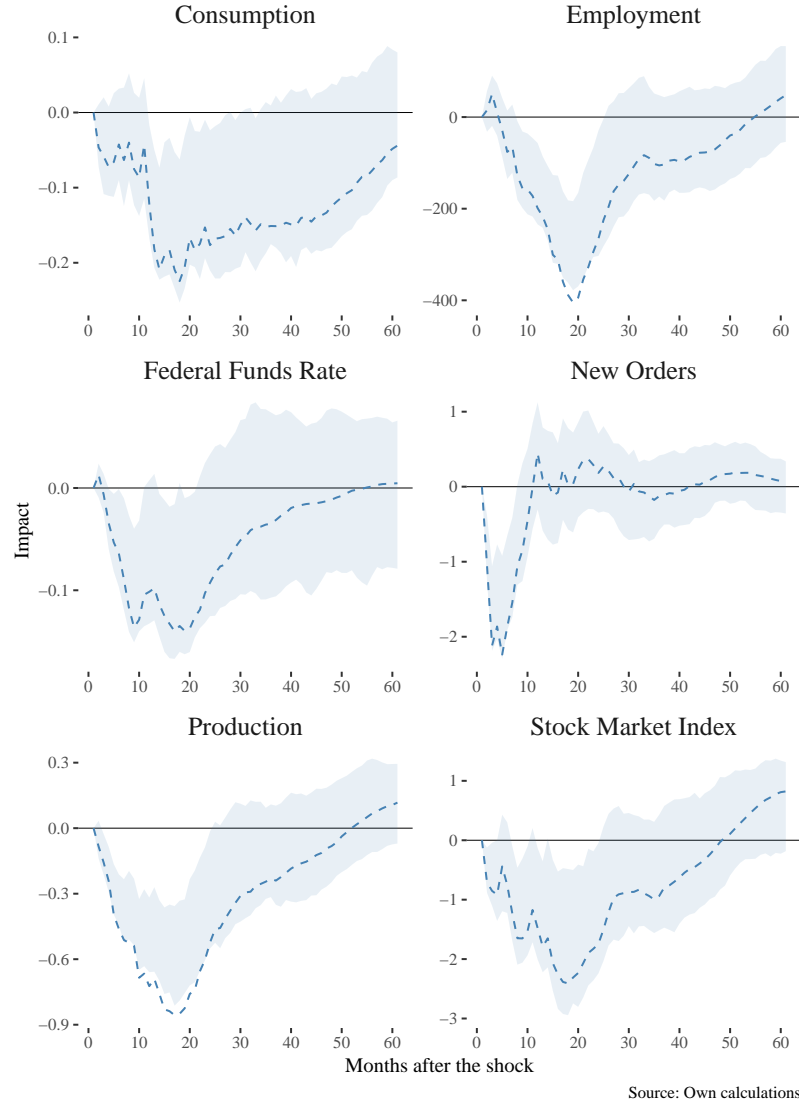 Consumption
Employment
0.1
0.0
−0.1
−0.2
0
−200
−400
0 10 20 30 40 50 60
0 10 20 30 40 50 60
Federal Funds Rate
New Orders
Impact
0.0
−0.1
1
0
−1
−2
0 10 20 30 40 50 60
0 10 20 30 40 50 60
Production
Stock Market Index
0.3
0.0
−0.3
−0.6
−0.9
1
0
−1
−2
−3
0 10 20 30 40 50 60
0 10 20 30 40 50 60
Months after the shock
Source: Own calculations